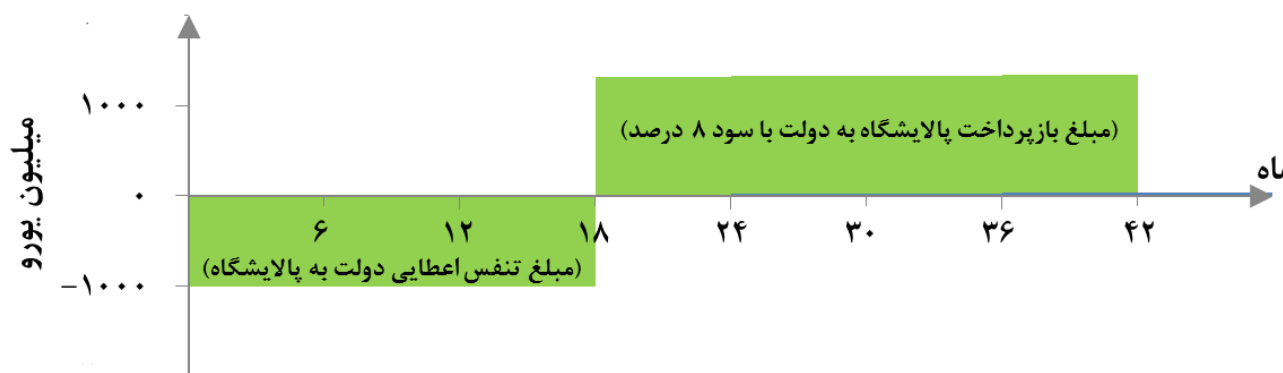 میلیون یورو
۱۰۰۰
(مبلغ بازپرداخت پالایشگاه به دولت با سود ۸ درصد)
۰
۶ ۱۲ ۱۸ ۲۴ ۳۰ ۳۶ ۴۲
(مبلغ تنفس اعطایی دولت به پالایشگاه)
−۱۰۰۰